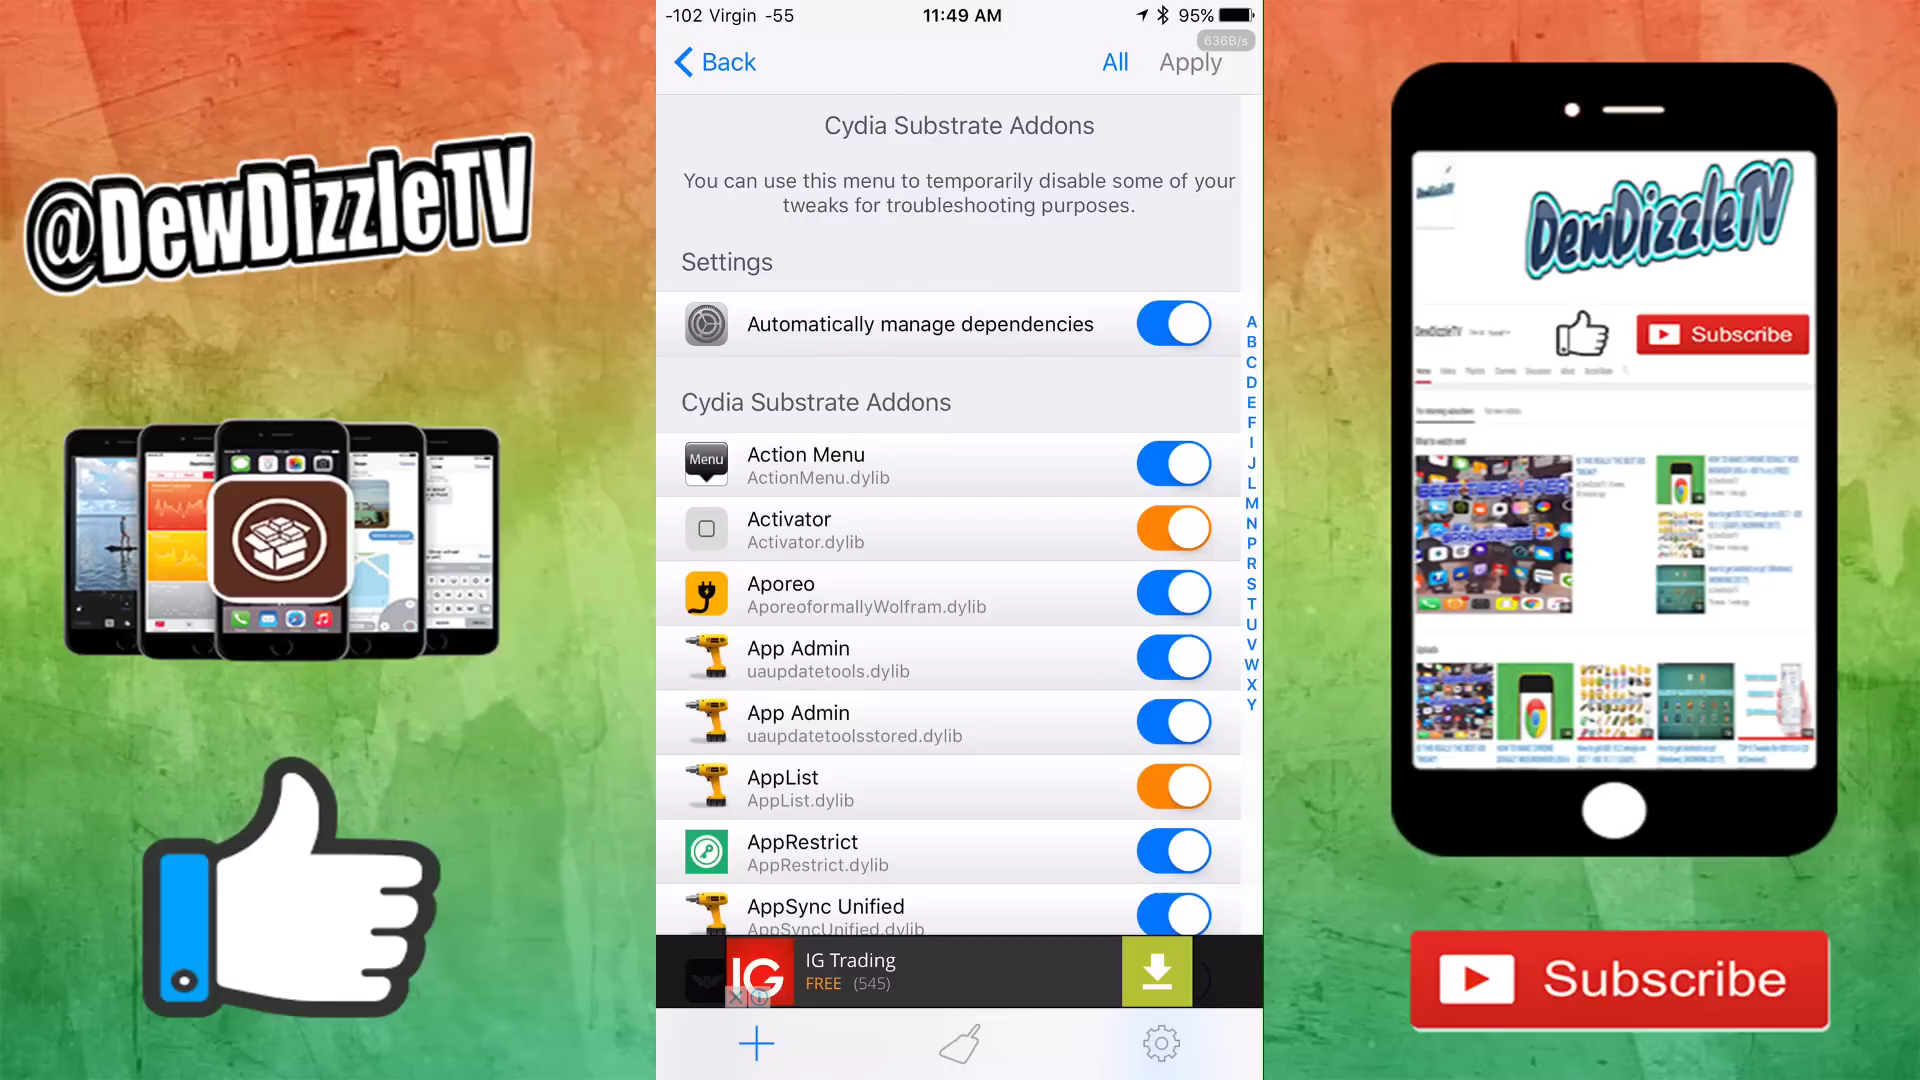 @DewDizzleTV
-102 Virgin -55
11:49 AM
95%
636B/s
Back
All
Apply
Cydia Substrate Addons
You can use this menu to temporarily disable some of your
tweaks for troubleshooting purposes.
Settings
Automatically manage dependencies
Cydia Substrate Addons
Menu
Action Menu
ActionMenu.dylib
Activator
Activator.dylib
Aporeo
AporeoformallyWolfram.dylib
App Admin
uaupdatetools.dylib
App Admin
uaupdatetoolsstored.dylib
AppList
AppList.dylib
AppRestrict
AppRestrict.dylib
AppSync Unified
AppSyncUnified.dylib
A
B
C
D
E
F
I
J
L
M
N
P
R
S
T
U
V
W
X
Y
IG
IG Trading
FREE (545)
DewDizzleTV
DewDizzleTV
Subscribe
Subscribe